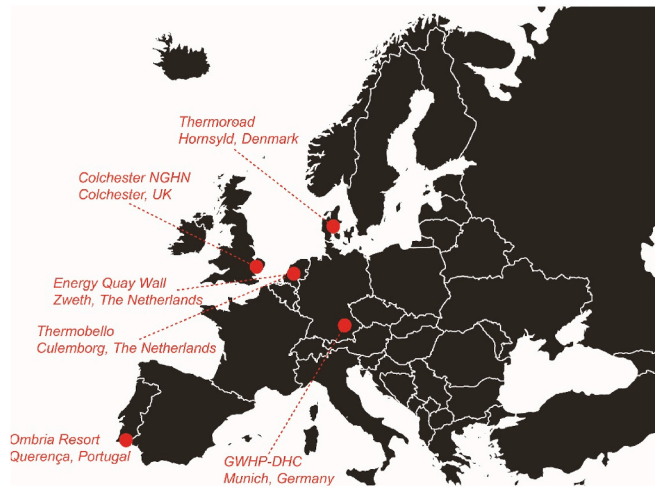 Thermoroad
Hornsyld, Denmark
Colchester NGHN
Colchester, UK
Energy Quay Wall
Zweth, The Netherlands
Thermobello
Culemborg, The Netherlands
Ombria Resort
Querença, Portugal
GWHP-DHC
Munich, Germany